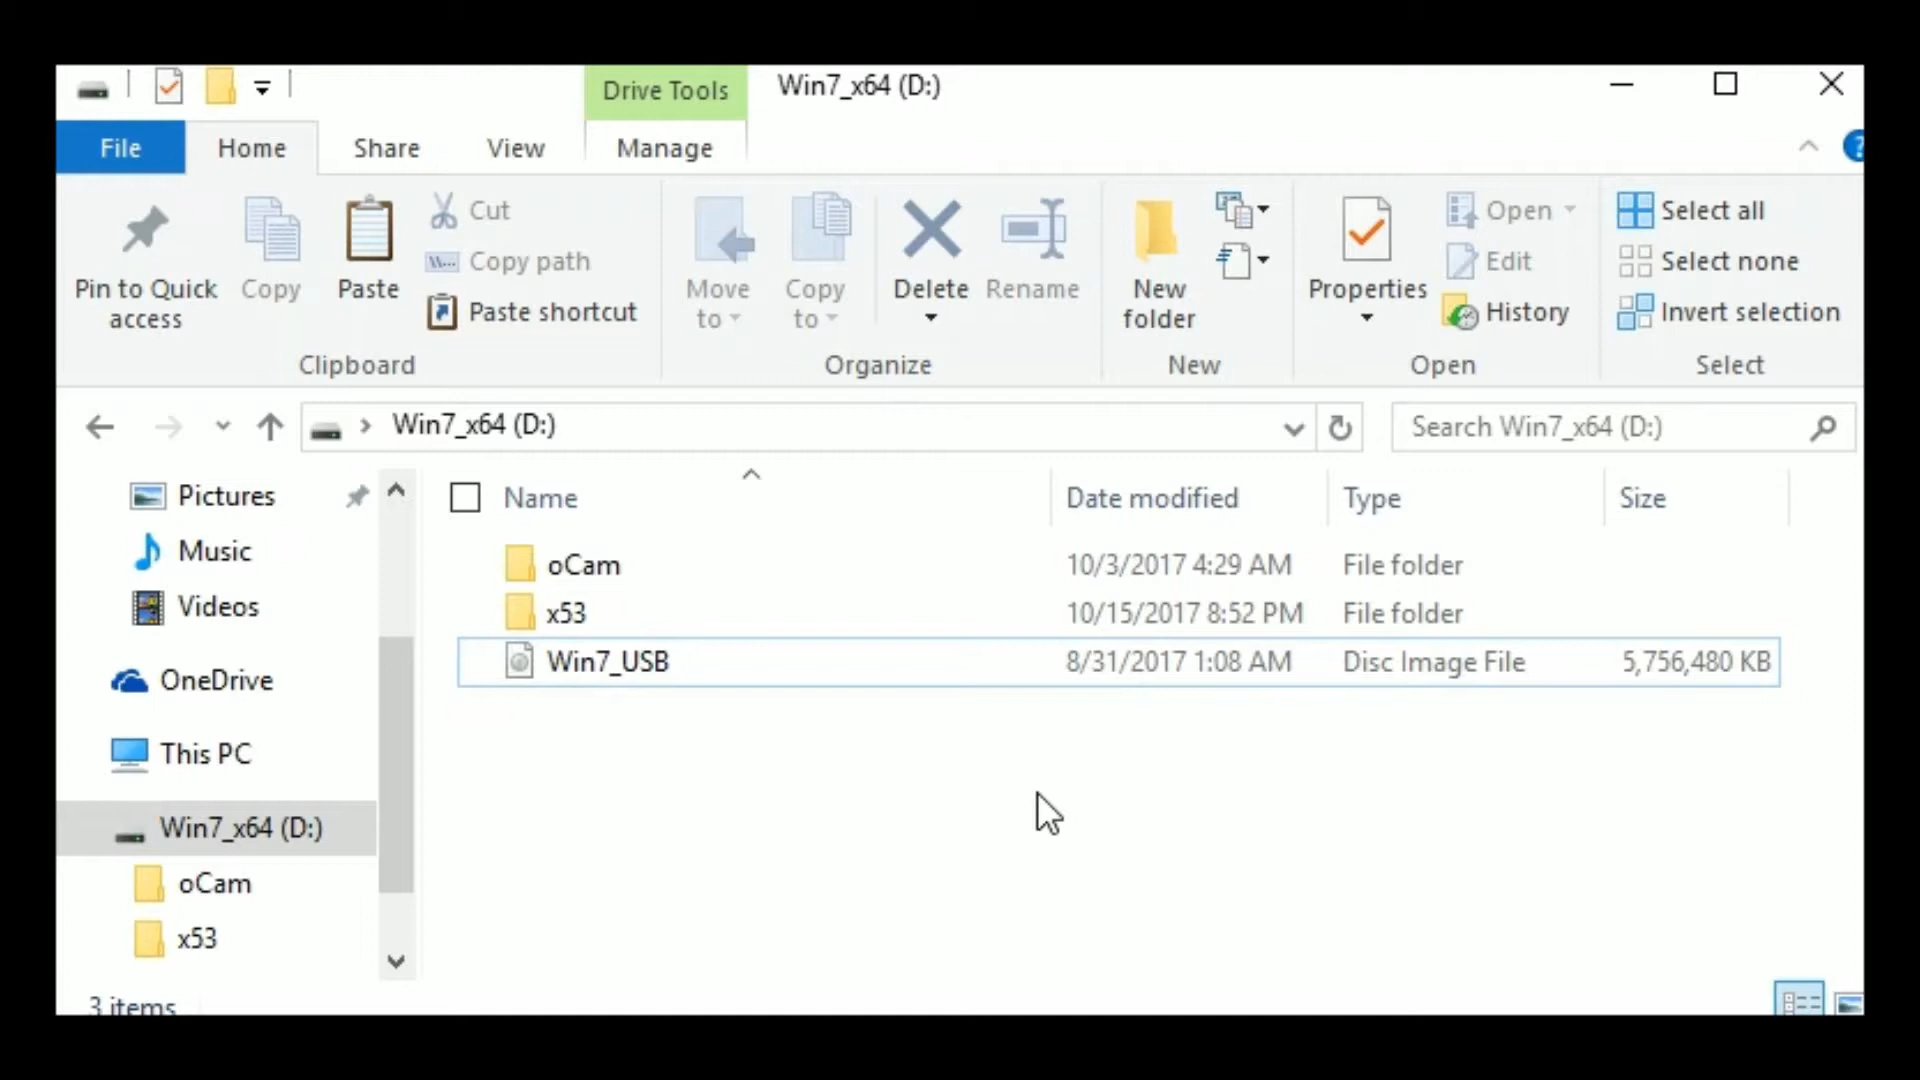 Drive Tools
Win7_x64 (D:)
File
Home
Share
View
Manage
Pin to Quick
access
Copy
Paste
Cut
Copy path
Paste shortcut
Clipboard
Move
to
Copy
to
Delete
Rename
Organize
New
folder
New
Properties
Open
Edit
History
Open
Select all
Select none
Invert selection
Select
Win7_x64 (D:)
Search Win7_x64 (D:)
Pictures
Music
Videos
OneDrive
This PC
Win7_x64 (D:)
oCam
x53
Name Date modified Type Size
oCam 10/3/2017 4:29 AM File folder
x53 10/15/2017 8:52 PM File folder
Win7_USB 8/31/2017 1:08 AM Disc Image File 5,756,480 KB
3 items